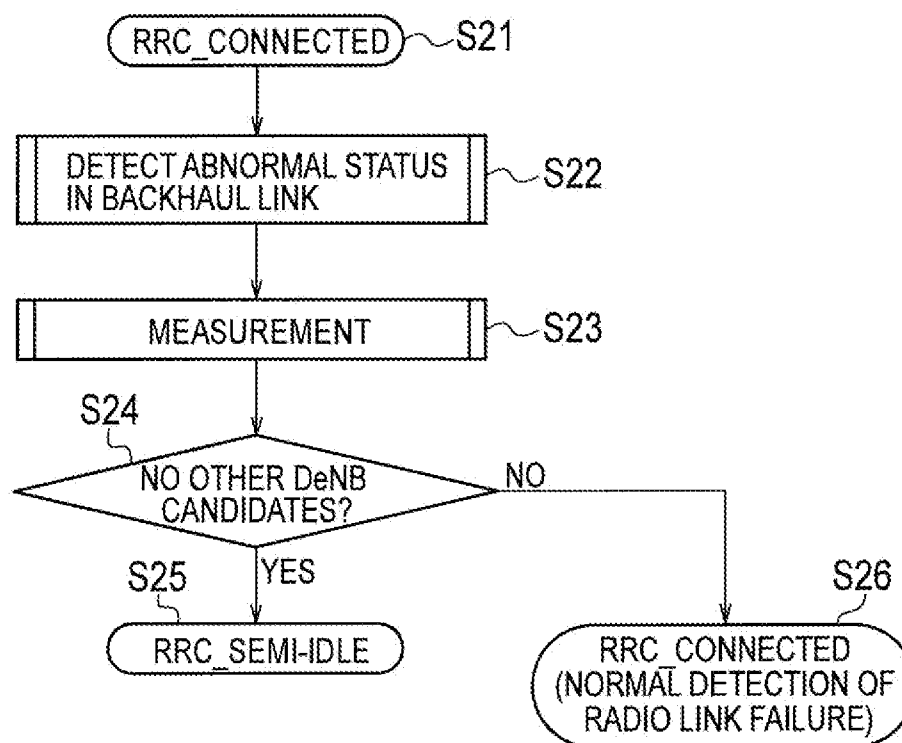 RRC_CONNECTED
S21
DETECT ABNORMAL STATUS
IN BACKHAUL LINK
S22
MEASUREMENT
S23
S24
NO OTHER DeNB
CANDIDATES?
NO
YES
S25
RRC_SEMI-IDLE
S26
RRC_CONNECTED
(NORMAL DETECTION OF
RADIO LINK FAILURE)